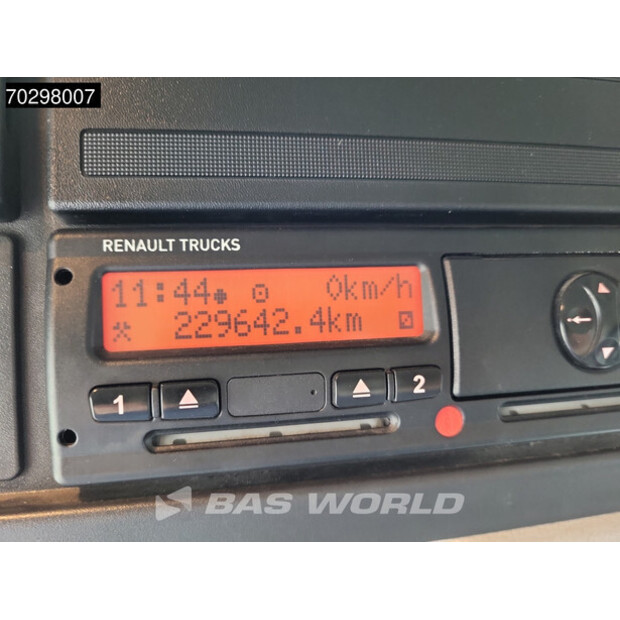 70298007
RENAULT TRUCKS
11:44 0km/h
229642.4km
1 2
BAS WORLD